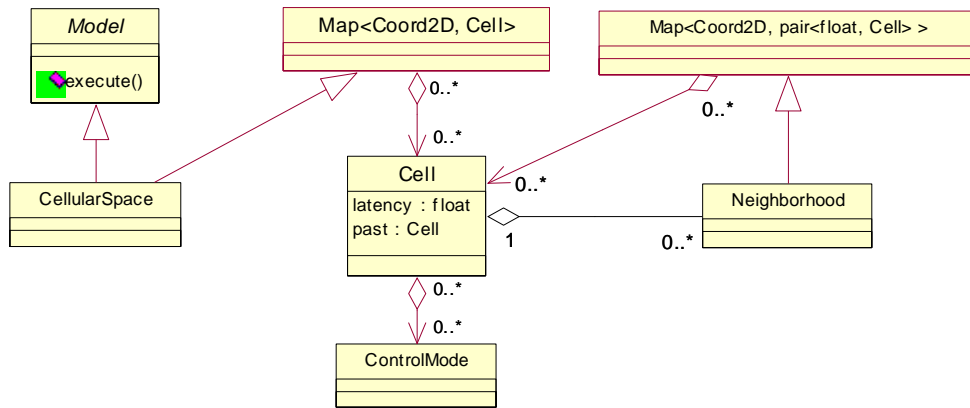 Model
execute()
Map<Coord2D, Cell>
Map<Coord2D, pair<float, Cell> >
0..*
0..*
0..*
0..*
CellularSpace
Cell
latency : float
past : Cell
Neighborhood
1
0..*
0..*
0..*
ControlMode